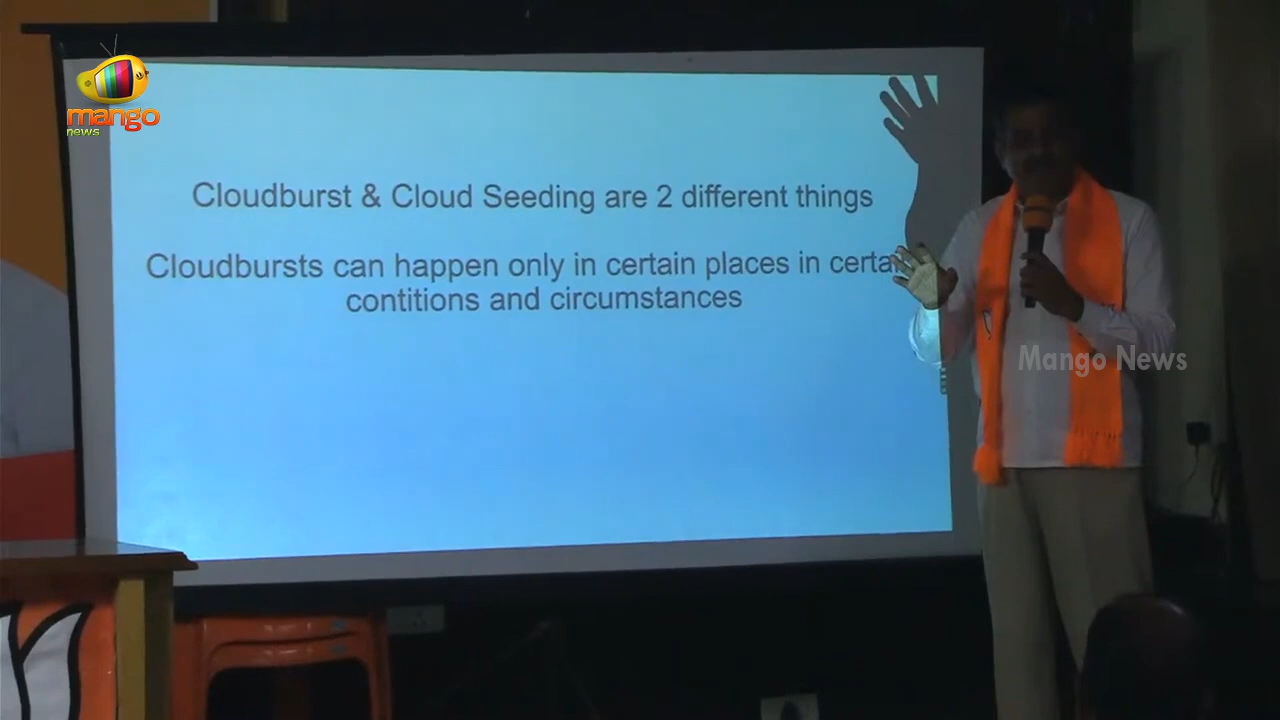 mango
news
Cloudburst & Cloud Seeding are 2 different things
Cloudbursts can happen only in certain places in certa
contitions and circumstances
Mango News